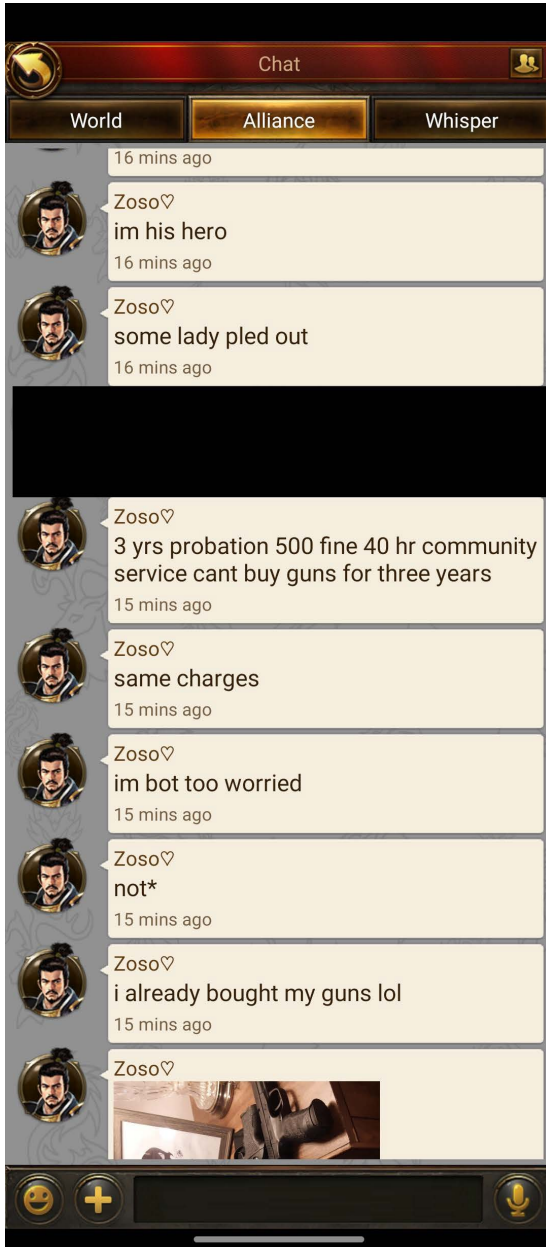 Chat
World
Alliance
Whisper
16 mins ago
Zoso♡
im his hero
16 mins ago
Zoso♡
some lady pled out
16 mins ago
Zoso♡
3 yrs probation 500 fine 40 hr community
service cant buy guns for three years
15 mins ago
Zoso♡
same charges
15 mins ago
Zoso♡
im bot too worried
15 mins ago
Zoso♡
not*
15 mins ago
Zoso♡
i already bought my guns lol
15 mins ago
Zoso♡